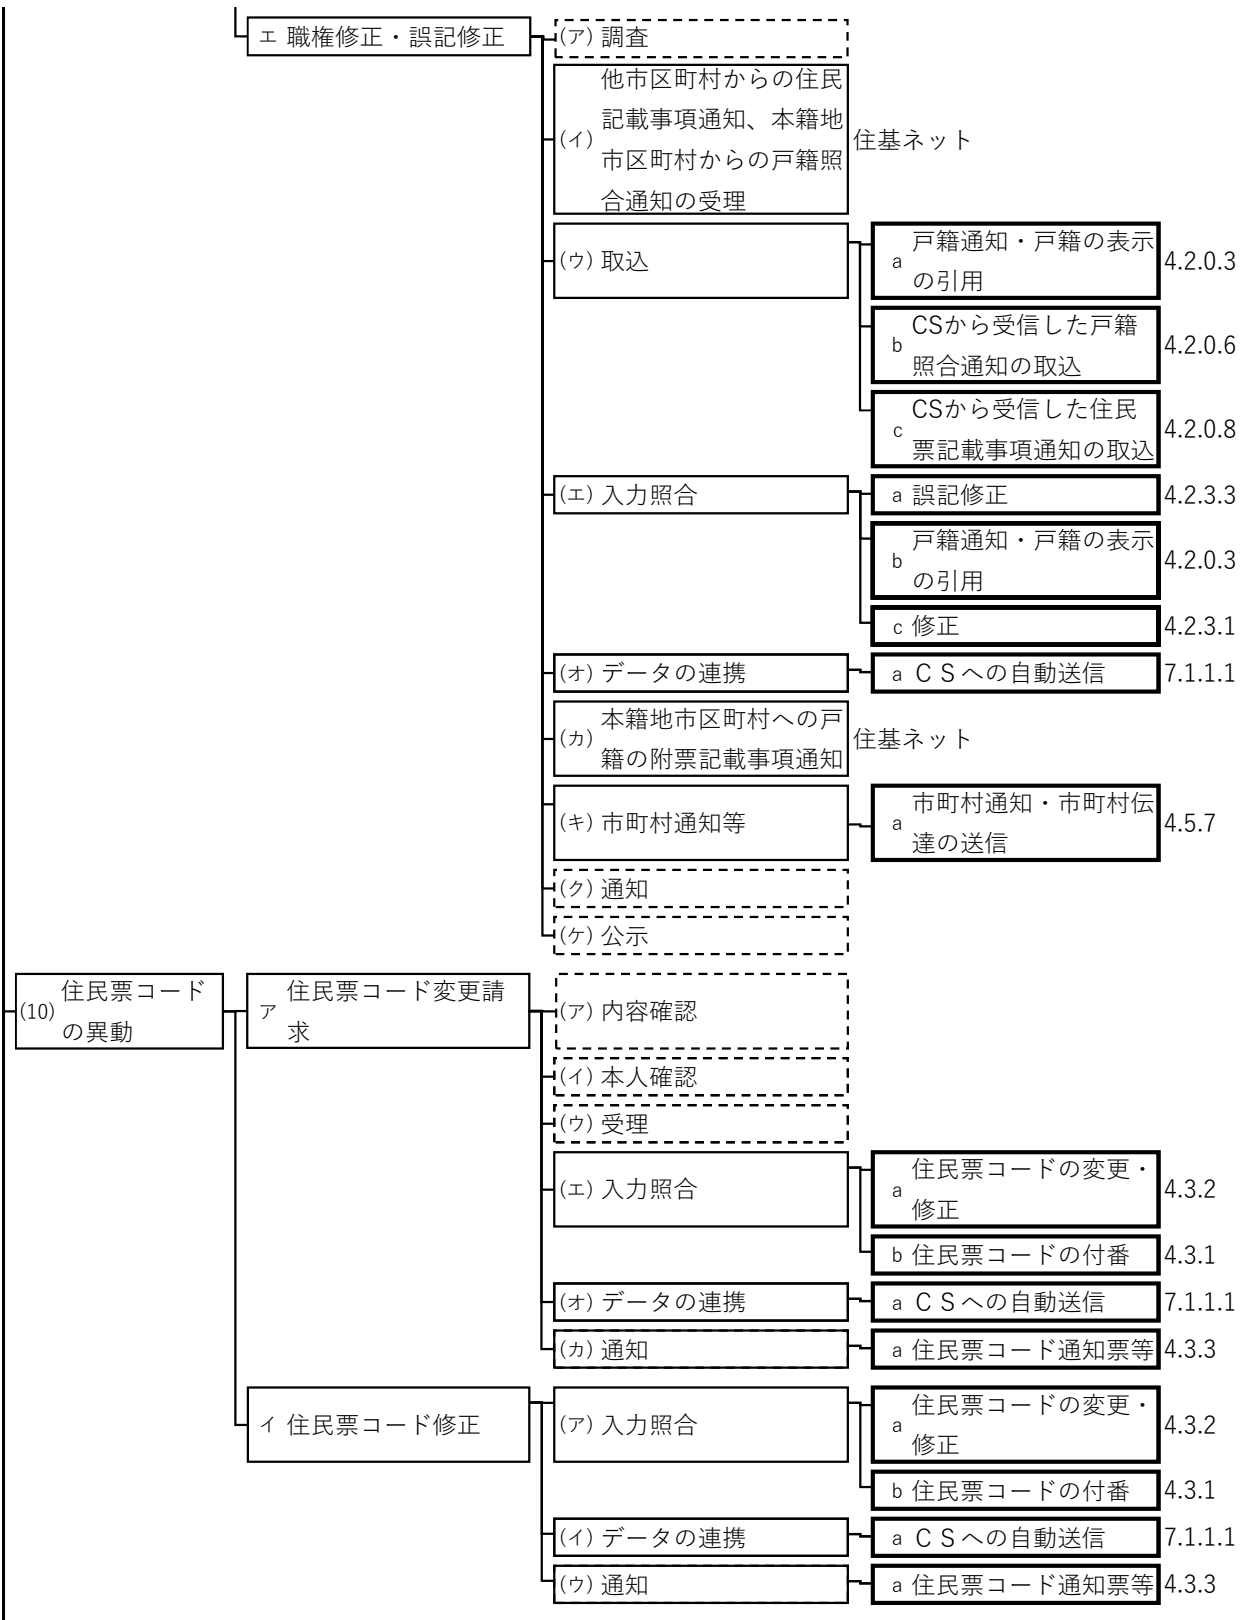 エ 職権修正・誤記修正
(ア) 調査
(イ) 他市区町村からの住民
記載事項通知、本籍地
市区町村からの戸籍照
合通知の受理
住基ネット
(ウ) 取込
a 戸籍通知・戸籍の表示
の引用
4.2.0.3
b CSから受信した戸籍
照合通知の取込
4.2.0.6
c CSから受信した住民
票記載事項通知の取込
4.2.0.8
(エ) 入力照合
a 誤記修正
4.2.3.3
b 戸籍通知・戸籍の表示
の引用
4.2.0.3
c 修正
4.2.3.1
(オ) データの連携
a ＣＳへの自動送信
7.1.1.1
(カ) 本籍地市区町村への戸
籍の附票記載事項通知
住基ネット
(キ) 市町村通知等
a 市町村通知・市町村伝
達の送信
4.5.7
(ク) 通知
(ケ) 公示
(10) 住民票コード
の異動
ア 住民票コード変更請
求
(ア) 内容確認
(イ) 本人確認
(ウ) 受理
(エ) 入力照合
a 住民票コードの変更・
修正
4.3.2
b 住民票コードの付番
4.3.1
(オ) データの連携
a ＣＳへの自動送信
7.1.1.1
(カ) 通知
a 住民票コード通知票等
4.3.3
イ 住民票コード修正
(ア) 入力照合
a 住民票コードの変更・
修正
4.3.2
b 住民票コードの付番
4.3.1
(イ) データの連携
a ＣＳへの自動送信
7.1.1.1
(ウ) 通知
a 住民票コード通知票等
4.3.3